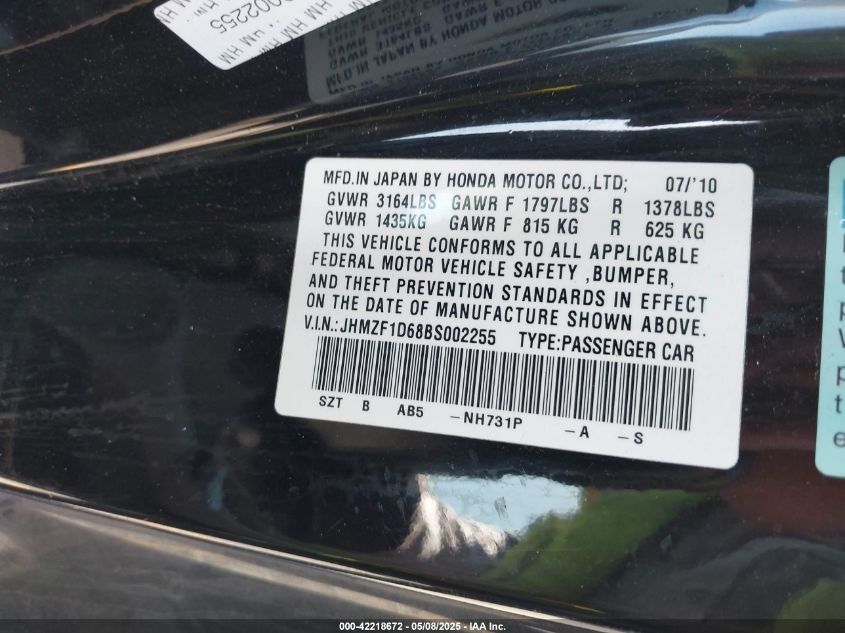 002255
HM HM
MFD.IN JAPAN BY HONDA MOTOR CO.,LTD; 07/'10
GVWR 3164LBS GAWR F 1797LBS R 1378LBS
GVWR 1435KG GAWR F 815 KG R 625 KG
THIS VEHICLE CONFORMS TO ALL APPLICABLE
FEDERAL MOTOR VEHICLE SAFETY ,BUMPER,
AND THEFT PREVENTION STANDARDS IN EFFECT
ON THE DATE OF MANUFACTURE SHOWN ABOVE.
V.I.N.:JHMZF1D68BS002255 TYPE:PASSENGER CAR
SZT B AB5 -NH731P -A -S
000-42218672 - 05/08/2025 - IAA Inc.